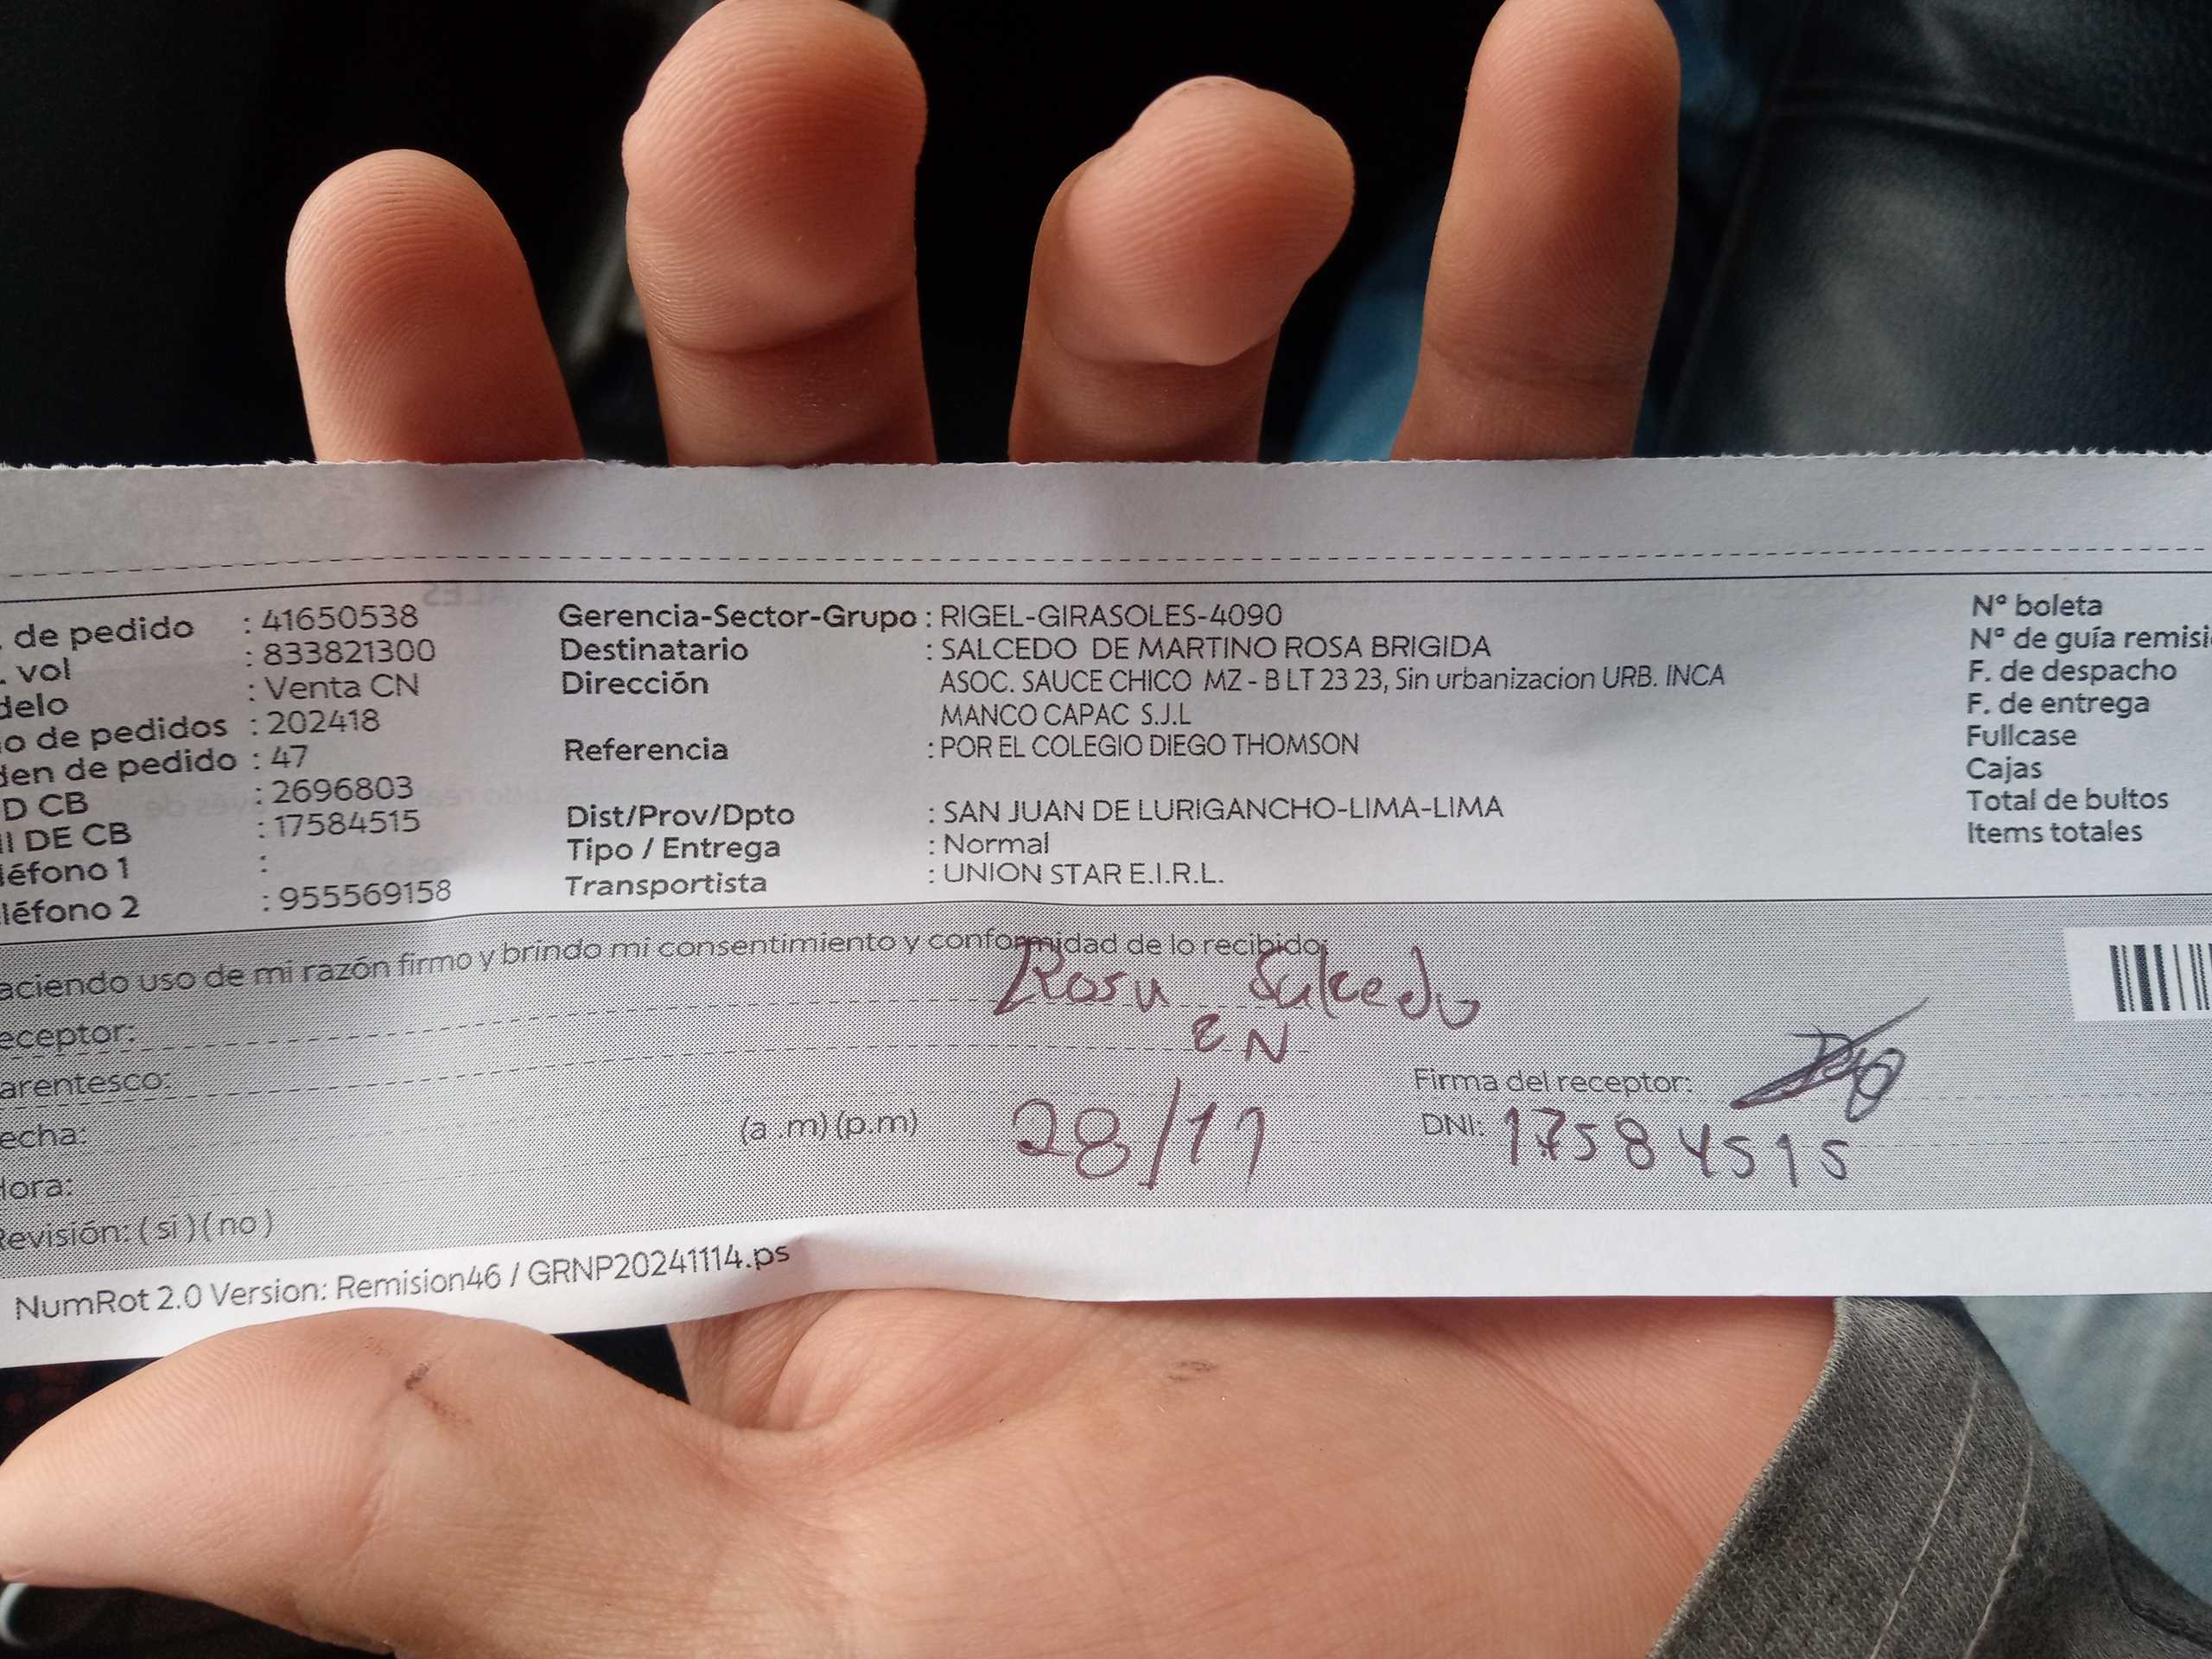 de pedido : 41650538 Gerencia-Sector-Grupo : RIGEL-GIRASOLES-4090 N° boleta
vol : 833821300 Destinatario : SALCEDO DE MARTINO ROSA BRIGIDA N° de guía remisi
delo : Venta CN Dirección ASOC. SAUCE CHICO MZ - B LT 23 23, Sin urbanizacion URB. INCA F. de despacho
o de pedidos : 202418 MANCO CAPAC S.J.L F. de entrega
den de pedido : 47 Referencia : POR EL COLEGIO DIEGO THOMSON Fullcase
D CB : 2696803 Cajas
I DE CB : 17584515 Dist/Prov/Dpto : SAN JUAN DE LURIGANCHO-LIMA-LIMA Total de bultos
léfono 1 : Tipo / Entrega : Normal Items totales
léfono 2 : 955569158 Transportista : UNION STAR E.I.R.L.
aciendo uso de mi razón firmo y brindo mi consentimiento y conformidad de lo recibido:
eceptor: Rosa Salcedo
arentesco: EN Firma del receptor:
echa: (a .m) (p.m) 28/11 DNI: 17584515
Hora:
Revisión: ( si ) ( no )
NumRot 2.0 Version: Remision46 / GRNP20241114.ps